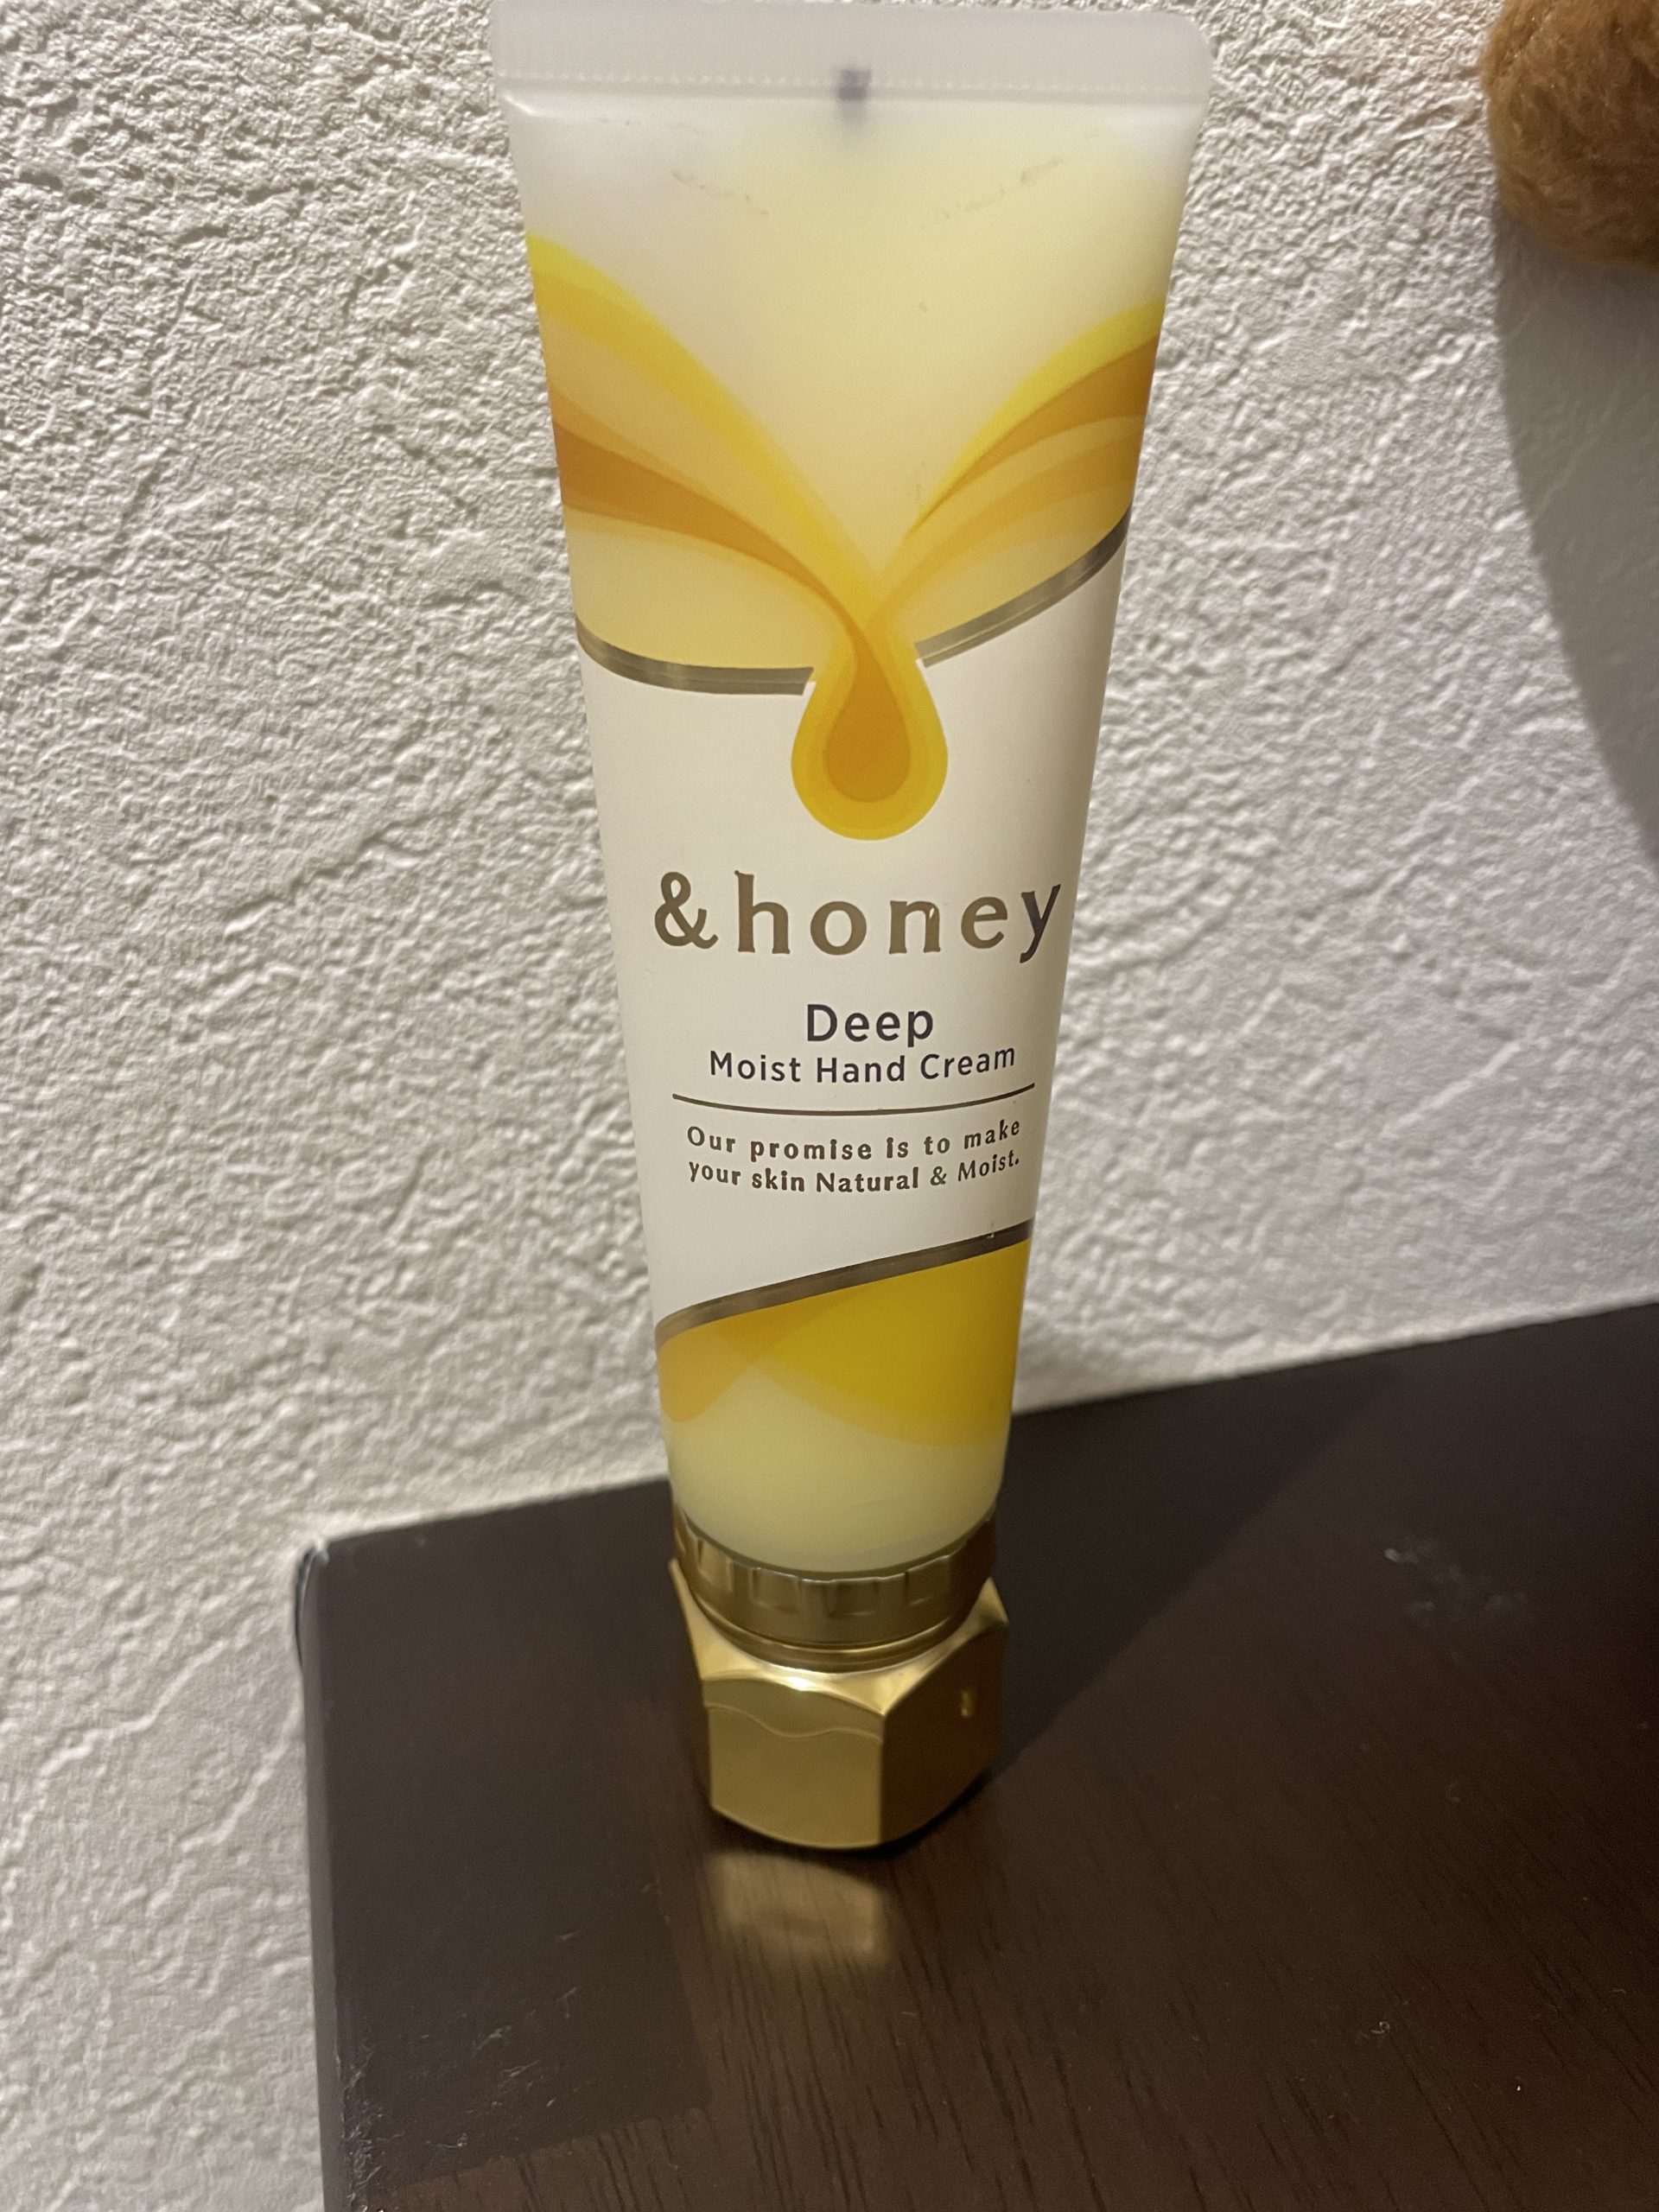 &honey
Deep
Moist Hand Cream
Our promise is to make
your skin Natural & Moist.